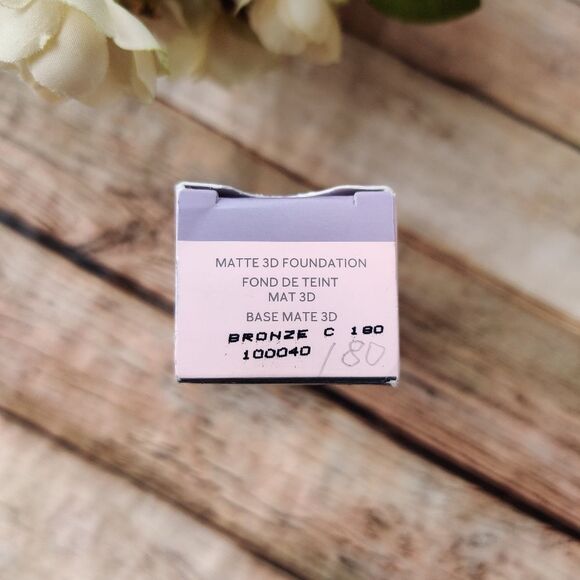 MATTE 3D FOUNDATION
FOND DE TEINT
MAT 3D
BASE MATE 3D
BRONZE C 180
100040 180